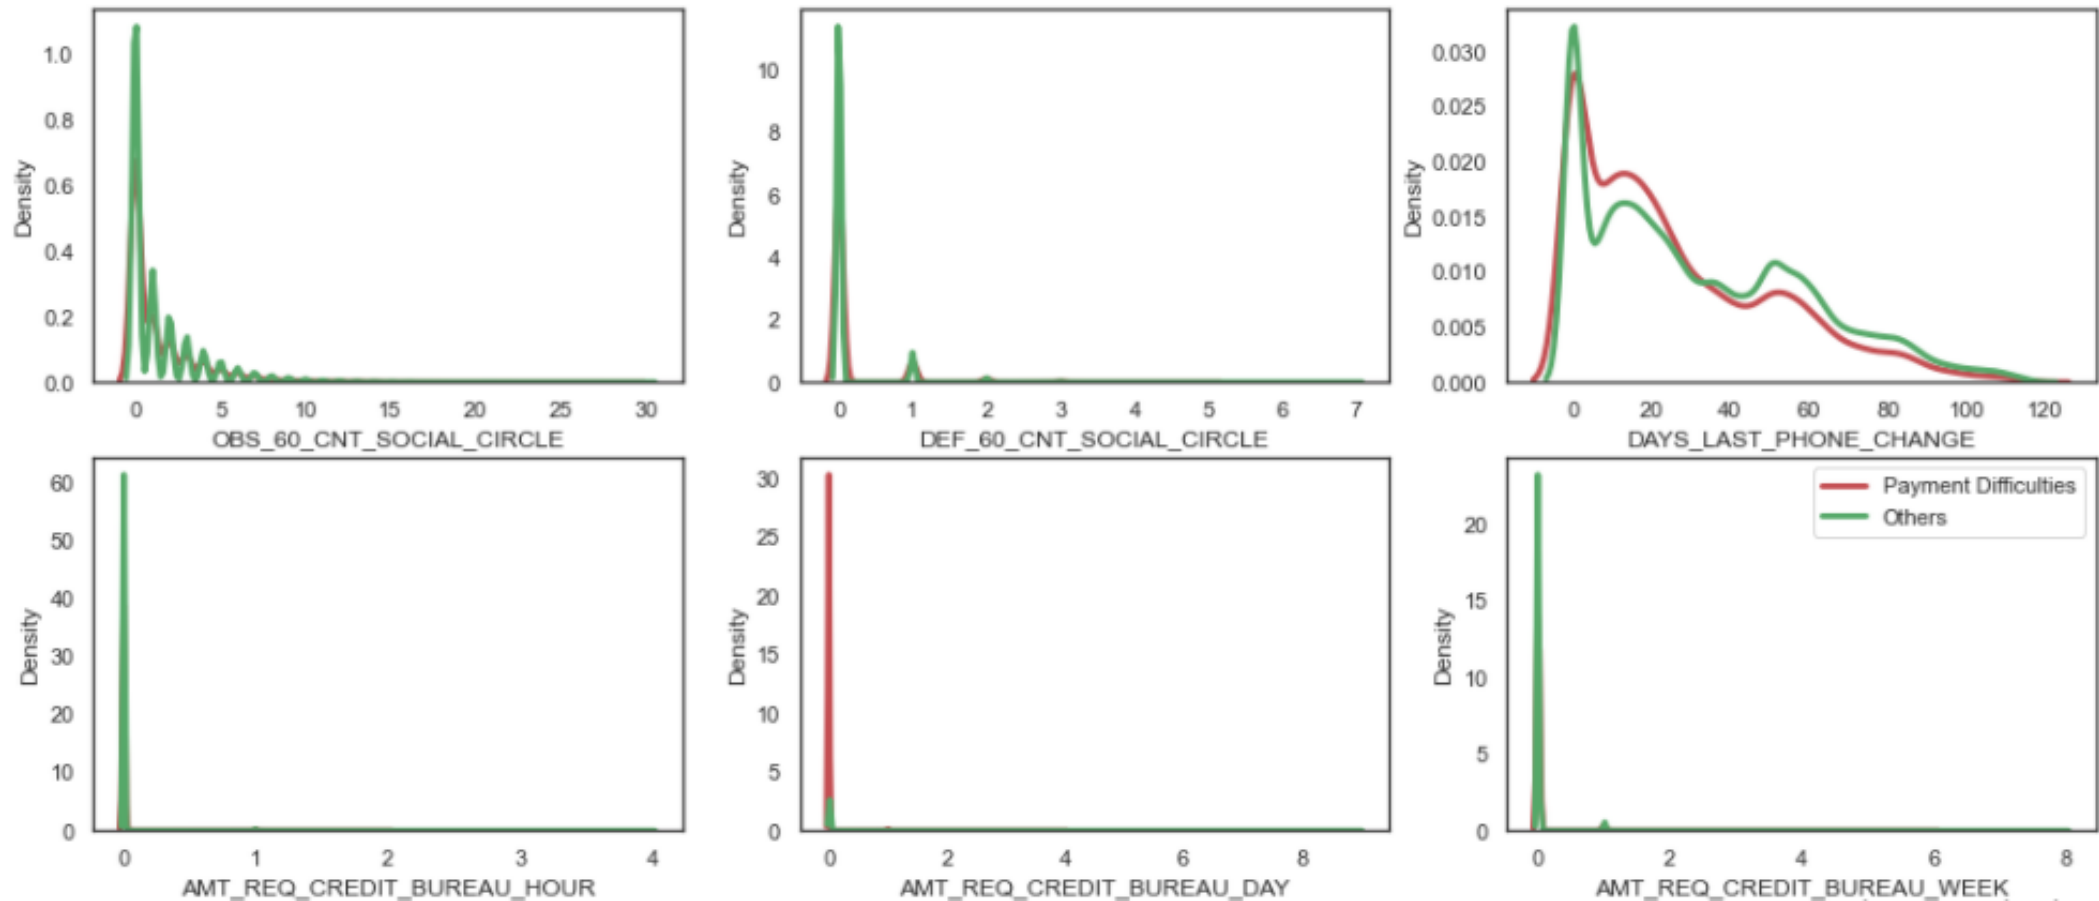 Density
1.0
0.8
0.6
0.4
0.2
0.0
0 5 10 15 20 25 30
OBS_60_CNT_SOCIAL_CIRCLE
Density
10
8
6
4
2
0
0 1 2 3 4 5 6 7
DEF_60_CNT_SOCIAL_CIRCLE
Density
0.030
0.025
0.020
0.015
0.010
0.005
0.000
0 20 40 60 80 100 120
DAYS_LAST_PHONE_CHANGE
Density
60
50
40
30
20
10
0
0 1 2 3 4
AMT_REQ_CREDIT_BUREAU_HOUR
Density
30
25
20
15
10
5
0
0 2 4 6 8
AMT_REQ_CREDIT_BUREAU_DAY
Density
20
15
10
5
0
Payment Difficulties
Others
0 2 4 6 8
AMT_REQ_CREDIT_BUREAU_WEEK